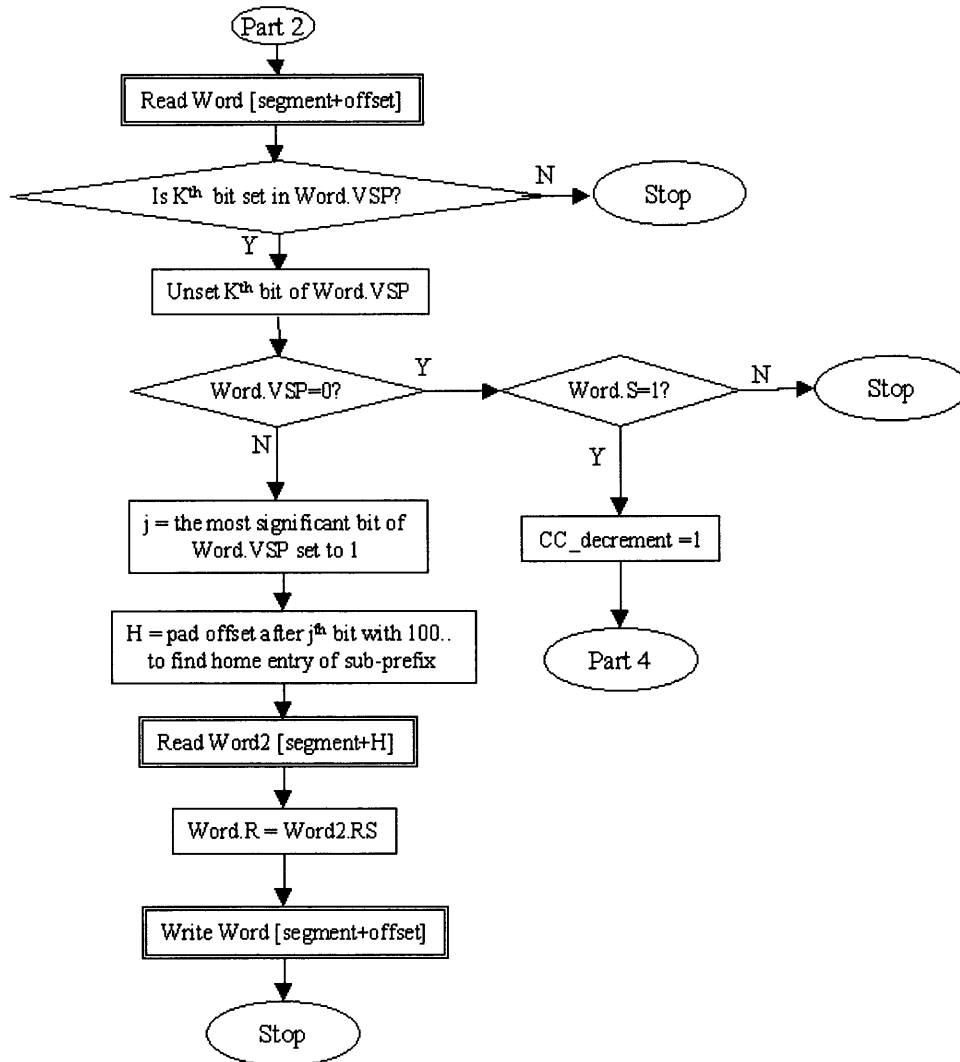 Part 2
Read Word [segment+offset]
Is Kth bit set in Word.VSP?
N
Stop
Y
Unset Kth bit of Word.VSP
Word.VSP=0?
Y
Word.S=1?
N
Stop
N
Y
j = the most significant bit of
Word.VSP set to 1
CC_decrement =1
H = pad offset after jth bit with 100..
to find home entry of sub-prefix
Part 4
Read Word2 [segment+H]
Word.R = Word2.RS
Write Word [segment+offset]
Stop